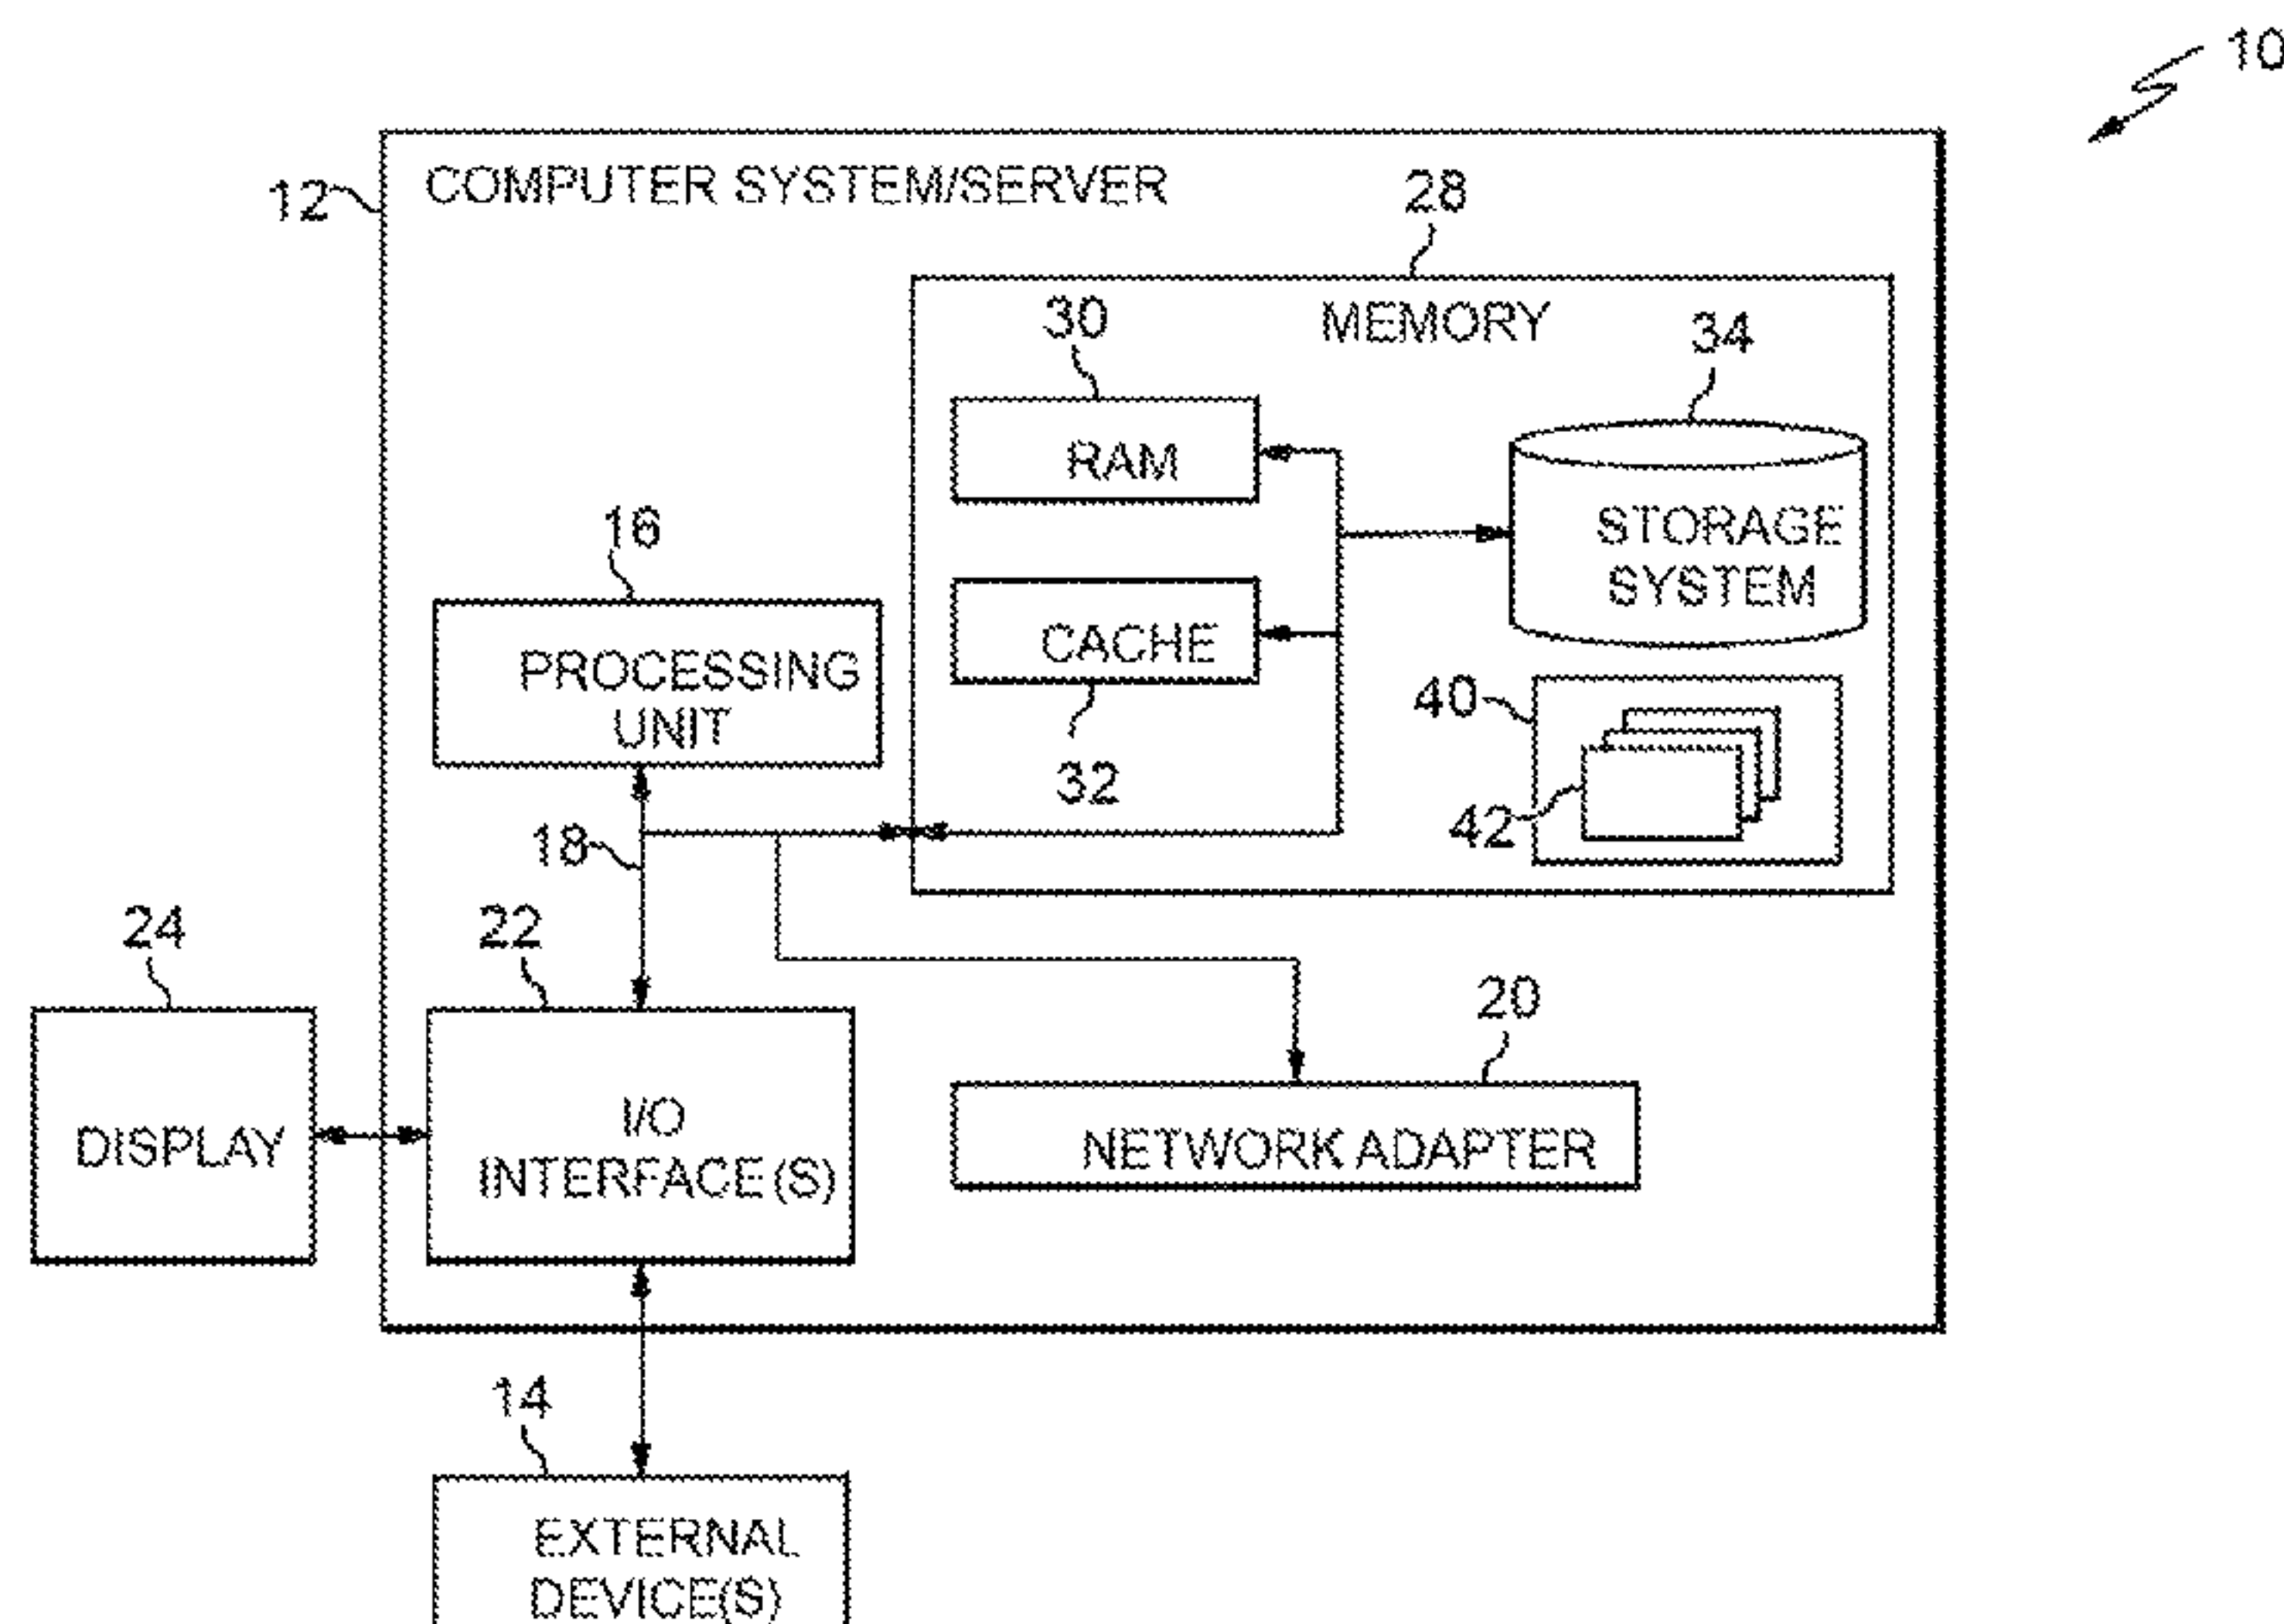 10
12
COMPUTER SYSTEM/SERVER
28
MEMORY
30
34
RAM
STORAGE
SYSTEM
16
PROCESSING
UNIT
CACHE
32
40
42
18
24
22
20
DISPLAY
I/O
INTERFACE(S)
NETWORK ADAPTER
14
EXTERNAL
DEVICE(S)